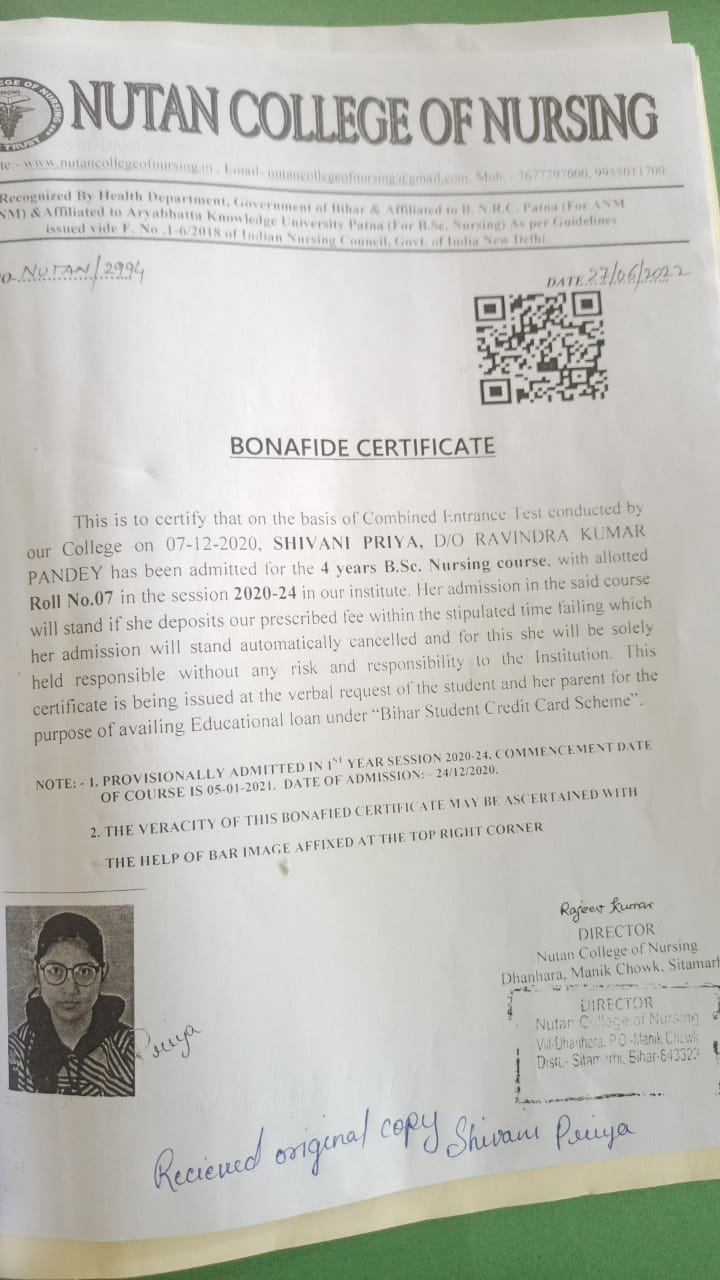 NUTAN COLLEGE OF NURSING
www.nutancollegeofnursing.in , Email- nutancollegeofnursing@gmail.com, Mob. - 7677797000, 9955011700
Recognized By Health Department, Government of Bihar & Affiliated to B. N.R.C. Patna (For ANM
NM) &Affiliated to Aryabhatta Knowledge University Patna (For B.Sc. Nursing) As per Guidelines
issued vide F. No .1-6/2018 of Indian Nursing Council, Govt. of India New Delhi.
O. NUTAN/2994
DATE 27/06/2022
BONAFIDE CERTIFICATE
This is to certify that on the basis of Combined Entrance Test conducted by
our College on 07-12-2020, SHIVANI PRIYA, D/O RAVINDRA KUMAR
PANDEY has been admitted for the 4 years B.Sc. Nursing course, with allotted
Roll No.07 in the session 2020-24 in our institute. Her admission in the said course
will stand if she deposits our prescribed fee within the stipulated time failing which
her admission will stand automatically cancelled and for this she will be solely
held responsible without any risk and responsibility to the Institution. This
certificate is being issued at the verbal request of the student and her parent for the
purpose of availing Educational loan under "Bihar Student Credit Card Scheme".
NOTE: - 1. PROVISIONALLY ADMITTED IN 1ST YEAR SESSION 2020-24. COMMENCEMENT DATE
OF COURSE IS 05-01-2021. DATE OF ADMISSION: - 24/12/2020.
2. THE VERACITY OF THIS BONAFIED CERTIFICATE MAY BE ASCERTAINED WITH
THE HELP OF BAR IMAGE AFFIXED AT THE TOP RIGHT CORNER
Rajeev Kumar
DIRECTOR
Nutan College of Nursing
Dhanhara, Manik Chowk, Sitamarh
DIRECTOR
Nutan College of Nursing
Vill-Dhanhara, P.O.-Manik Chowk
Distt.- Sitamarhi, Bihar-843323
Priya
Recieved original copy Shivani Priya